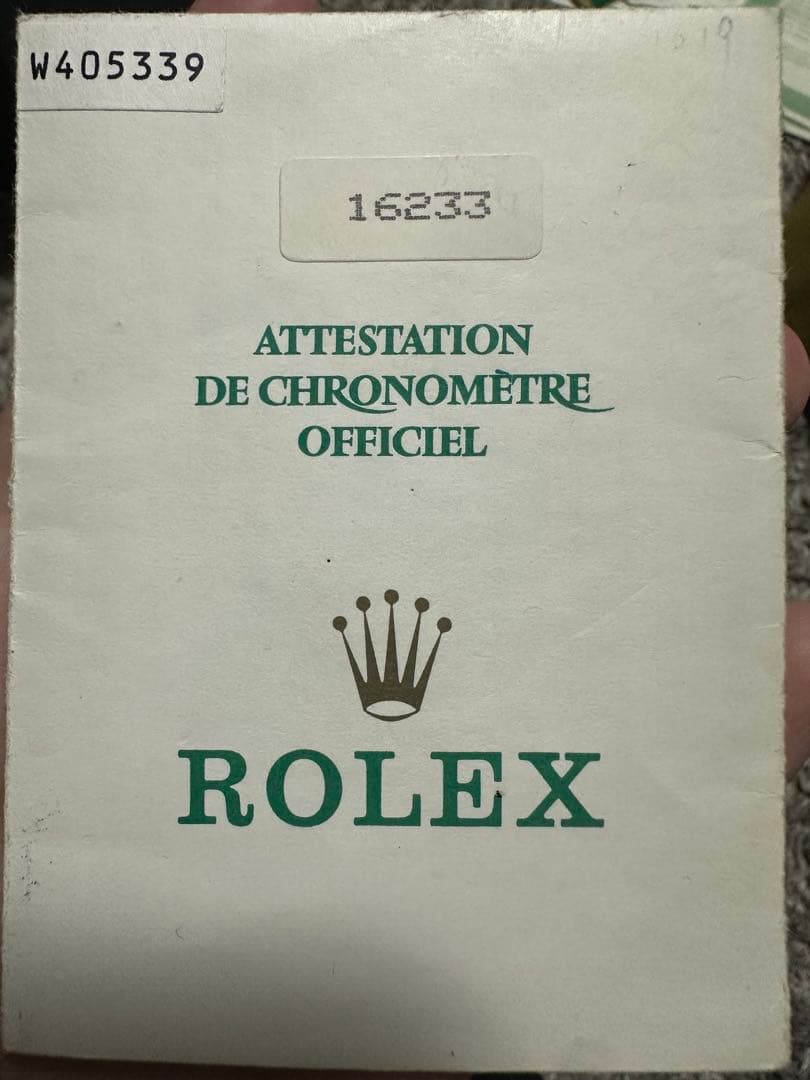 W405339
16233
ATTESTATION
DE CHRONOMÈTRE
OFFICIEL
ROLEX